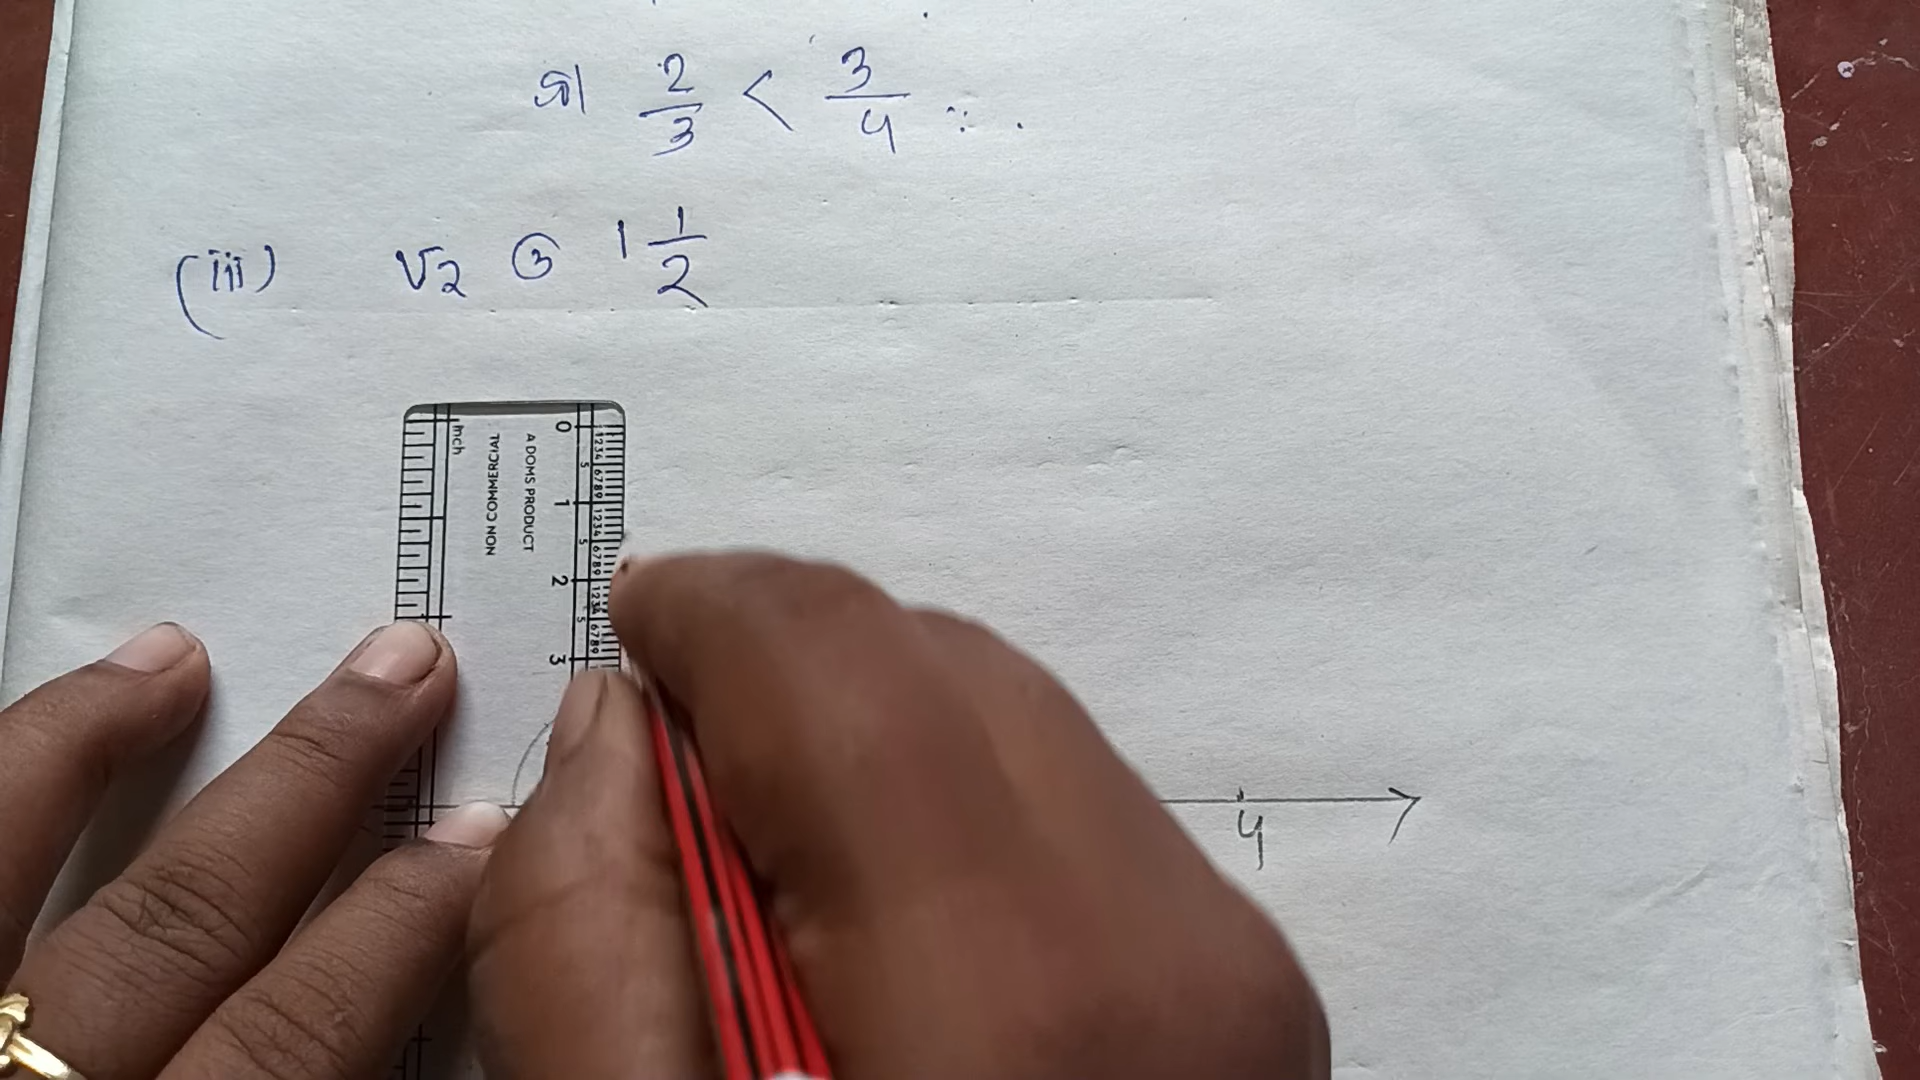 ବା 2/3 < 3/4
(iii) √2 ଓ 1 1/2
Inch
NON COMMERCIAL
A DOMS PRODUCT
0 1 2 3
4